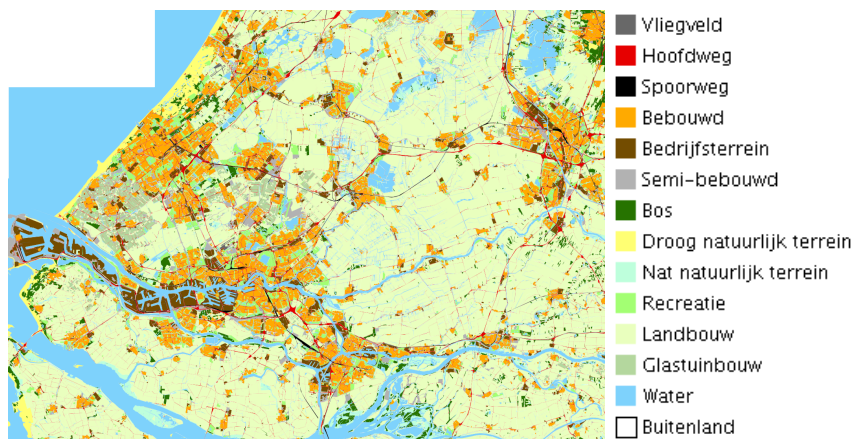 Vliegveld
Hoofdweg
Spoorweg
Bebouwd
Bedrijfsterrein
Semi-bebouwd
Bos
Droog natuurlijk terrein
Nat natuurlijk terrein
Recreatie
Landbouw
Glastuinbouw
Water
Buitenland